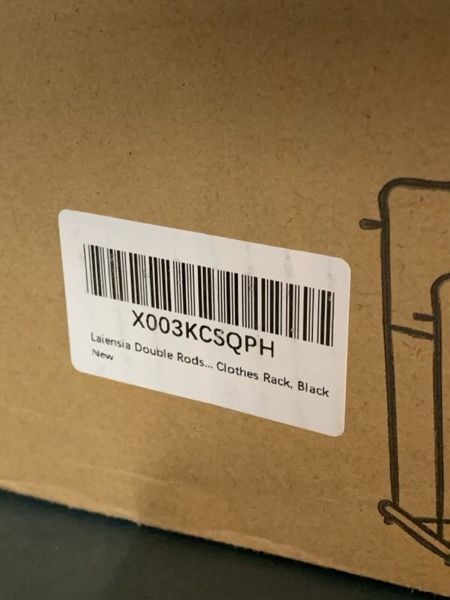 X003KCSQPH
Laiensia Double Rods... Clothes Rack, Black
New